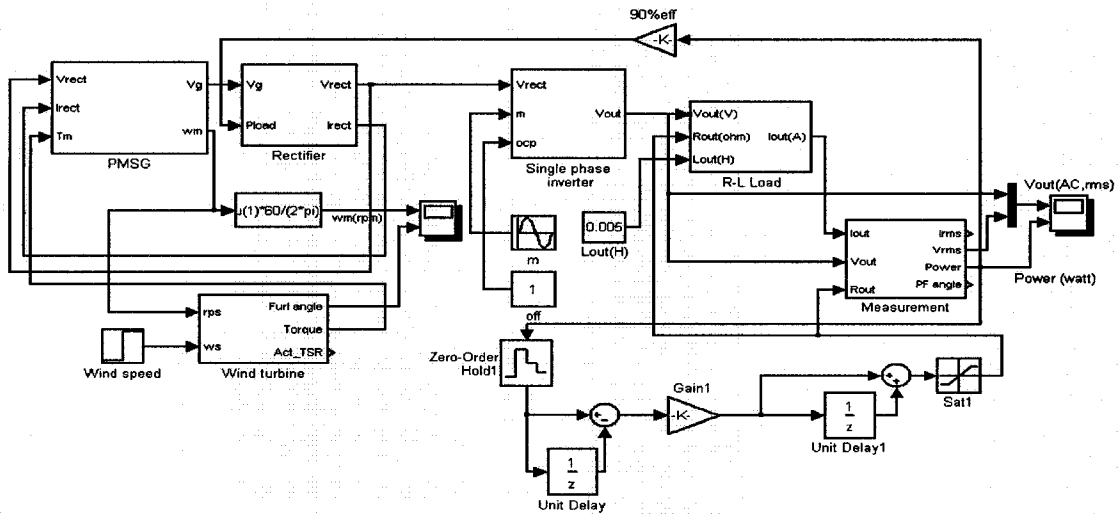 90%eff
-K-
Vrect
Irect
Tm
Vg
wm
PMSG
Vg
Pload
Vrect
Irect
Rectifier
Vrect
m
ocp
Vout
Single phase
inverter
Vout(V)
Rout(ohm)
Lout(H)
Iout(A)
R-L Load
u(1)*60/(2*pi)
wm(rpm)
m
0.005
Lout(H)
1
off
Vout(AC,rms)
Iout
Vout
Rout
Irms
Vrms
Power
PF angle
Measurement
Power (watt)
rps
ws
Furl angle
Torque
Act_TSR
Wind speed
Wind turbine
Zero-Order
Hold1
Gain1
-K-
1
z
Unit Delay
1
z
Unit Delay1
Sat1